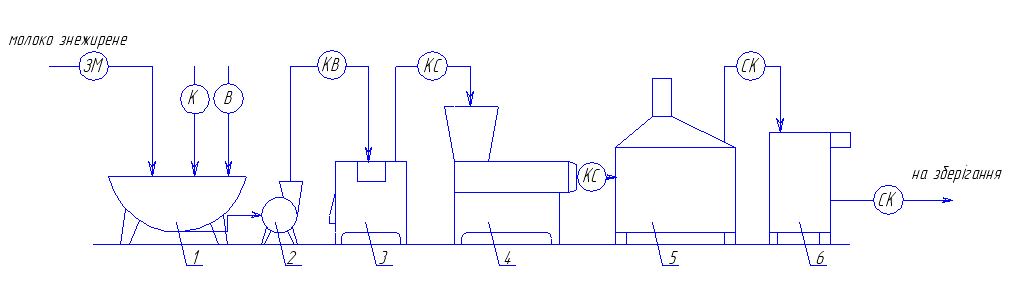 молоко знежирене
ЗМ
К
В
КВ
КС
КС
СК
на зберігання
СК
1
2
3
4
5
6